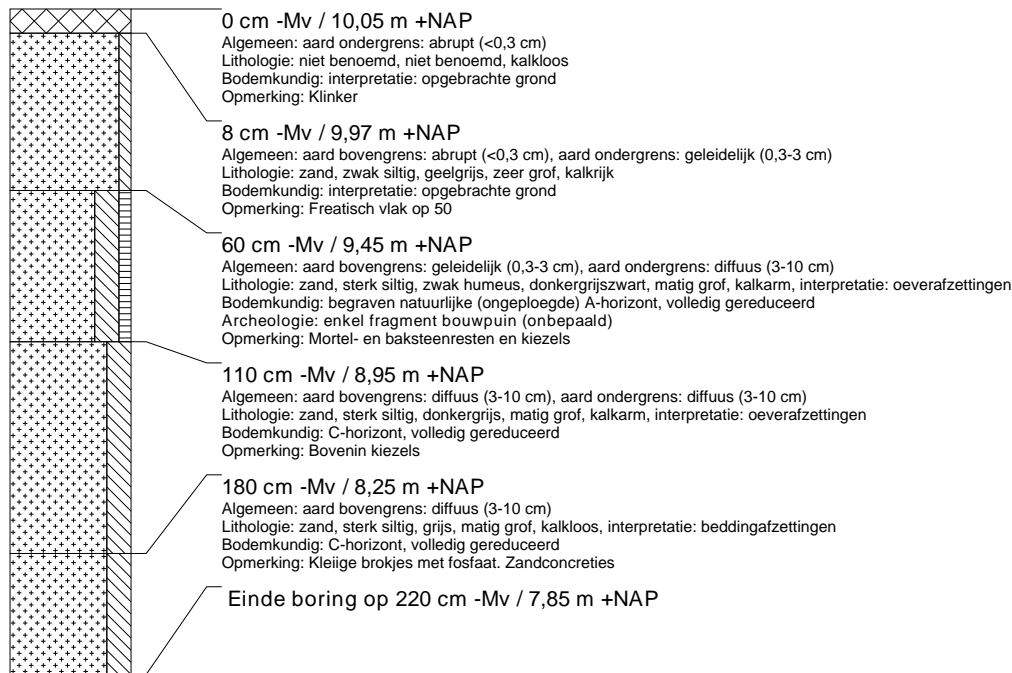 0 cm -Mv / 10,05 m +NAP
Algemeen: aard ondergrens: abrupt (<0,3 cm)
Lithologie: niet benoemd, niet benoemd, kalkloos
Bodemkundig: interpretatie: opgebrachte grond
Opmerking: Klinker
8 cm -Mv / 9,97 m +NAP
Algemeen: aard bovengrens: abrupt (<0,3 cm), aard ondergrens: geleidelijk (0,3-3 cm)
Lithologie: zand, zwak siltig, geelgrijs, zeer grof, kalkrijk
Bodemkundig: interpretatie: opgebrachte grond
Opmerking: Freatisch vlak op 50
60 cm -Mv / 9,45 m +NAP
Algemeen: aard bovengrens: geleidelijk (0,3-3 cm), aard ondergrens: diffuus (3-10 cm)
Lithologie: zand, sterk siltig, zwak humeus, donkergrijszwart, matig grof, kalkarm, interpretatie: oeverafzettingen
Bodemkundig: begraven natuurlijke (ongeploegde) A-horizont, volledig gereduceerd
Archeologie: enkel fragment bouwpuin (onbepaald)
Opmerking: Mortel- en baksteenresten en kiezels
110 cm -Mv / 8,95 m +NAP
Algemeen: aard bovengrens: diffuus (3-10 cm), aard ondergrens: diffuus (3-10 cm)
Lithologie: zand, sterk siltig, donkergrijs, matig grof, kalkarm, interpretatie: oeverafzettingen
Bodemkundig: C-horizont, volledig gereduceerd
Opmerking: Bovenin kiezels
180 cm -Mv / 8,25 m +NAP
Algemeen: aard bovengrens: diffuus (3-10 cm)
Lithologie: zand, sterk siltig, grijs, matig grof, kalkloos, interpretatie: beddingafzettingen
Bodemkundig: C-horizont, volledig gereduceerd
Opmerking: Kleiige brokjes met fosfaat. Zandconcreties
Einde boring op 220 cm -Mv / 7,85 m +NAP